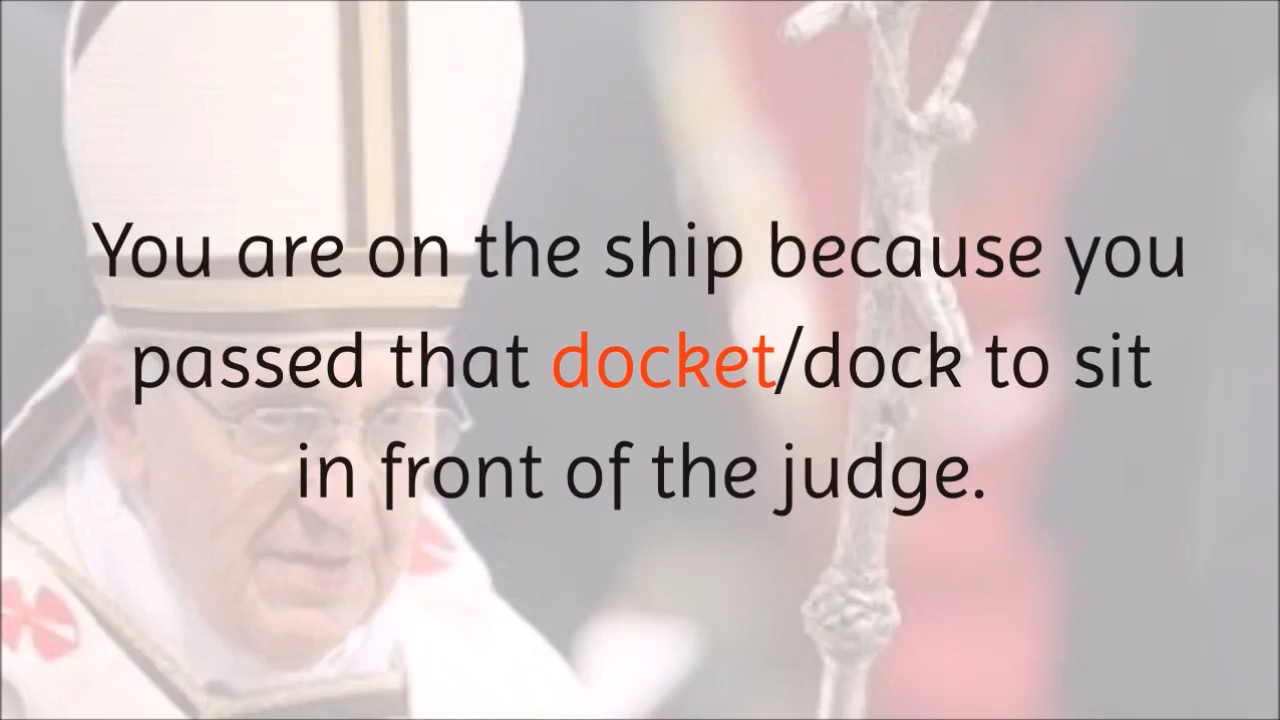 You are on the ship because you
passed that docket/dock to sit
in front of the judge.